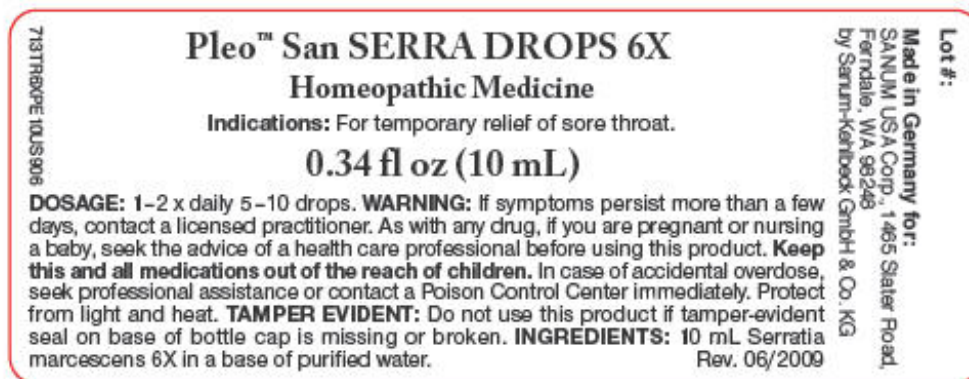 713TR6XPE10US906
Pleo™ San SERRA DROPS 6X
Homeopathic Medicine
Indications: For temporary relief of sore throat.
0.34 fl oz (10 mL)
DOSAGE: 1–2 x daily 5–10 drops. WARNING: If symptoms persist more than a few
days, contact a licensed practitioner. As with any drug, if you are pregnant or nursing
a baby, seek the advice of a health care professional before using this product. Keep
this and all medications out of the reach of children. In case of accidental overdose,
seek professional assistance or contact a Poison Control Center immediately. Protect
from light and heat. TAMPER EVIDENT: Do not use this product if tamper-evident
seal on base of bottle cap is missing or broken. INGREDIENTS: 10 mL Serratia
marcescens 6X in a base of purified water. Rev. 06/2009
Lot #:
Made in Germany for:
SANUM USA Corp., 1465 Slater Road,
Ferndale, WA 98248
by Sanum-Kehlbeck GmbH & Co. KG